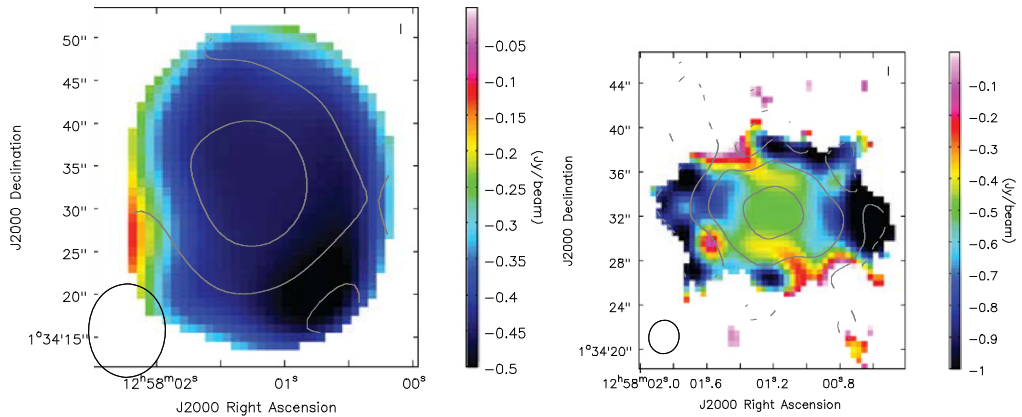 I
50"
45"
40"
35"
30"
25"
20"
1°34'15"
J2000 Declination
12ʰ58ᵐ02ˢ
01ˢ
00ˢ
J2000 Right Ascension
−0.05
−0.1
−0.15
−0.2
−0.25
−0.3
−0.35
−0.4
−0.45
−0.5
(Jy/beam)
I
44"
40"
36"
32"
28"
24"
1°34'20"
J2000 Declination
12ʰ58ᵐ02ˢ.0
01ˢ.6
01ˢ.2
00ˢ.8
J2000 Right Ascension
−0.1
−0.2
−0.3
−0.4
−0.5
−0.6
−0.7
−0.8
−0.9
−1
(Jy/beam)